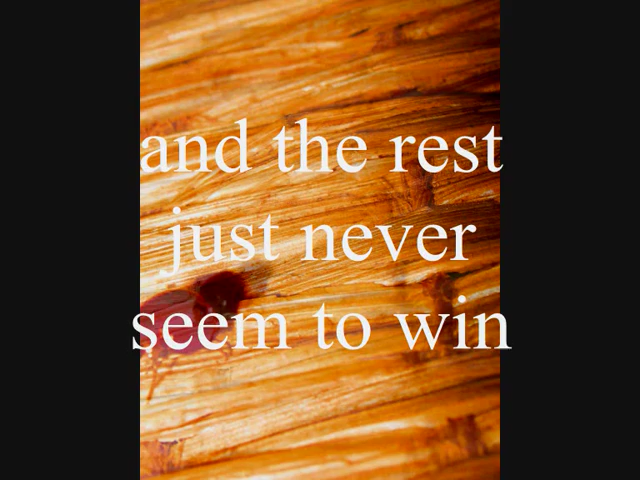 and the rest
just never
seem to win